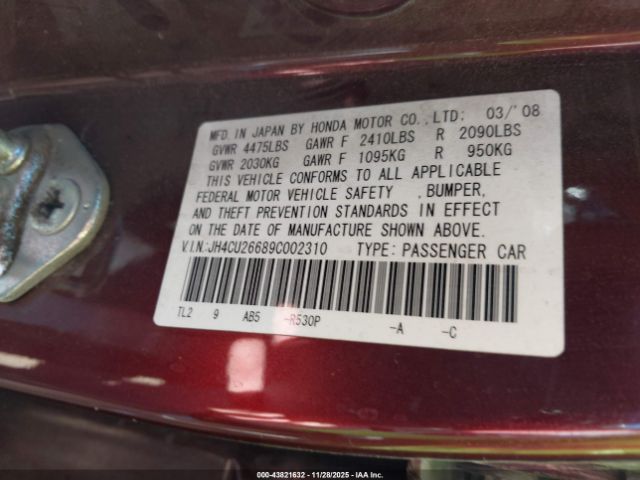 MFD. IN JAPAN BY HONDA MOTOR CO.,LTD: 03/'08
GVWR 4475LBS GAWR F 2410LBS R 2090LBS
GVWR 2030KG GAWR F 1095KG R 950KG
THIS VEHICLE CONFORMS TO ALL APPLICABLE
FEDERAL MOTOR VEHICLE SAFETY , BUMPER,
AND THEFT PREVENTION STANDARDS IN EFFECT
ON THE DATE OF MANUFACTURE SHOWN ABOVE.
V.I.N:JH4CU26689C002310 TYPE: PASSENGER CAR
TL2 9 AB5 -R530P -A -C
00-43821632 - 11/28/2025 - IAA Inc.